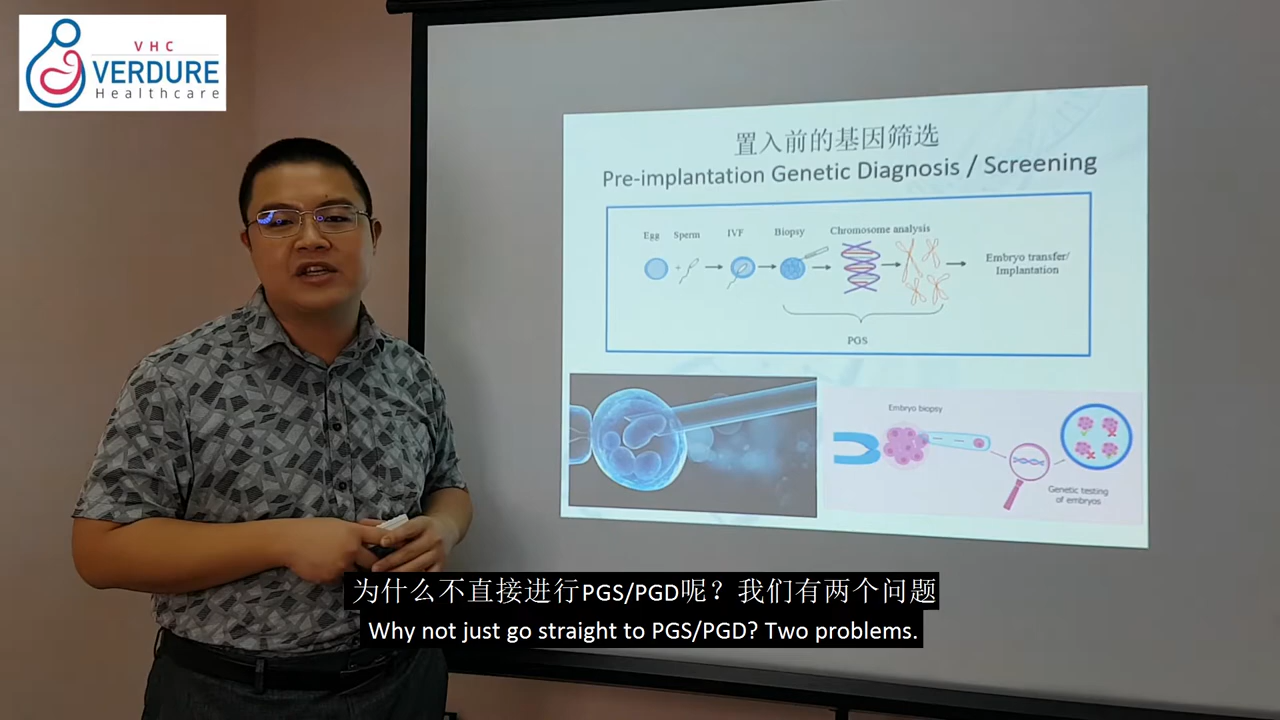 VHC
VERDURE
Healthcare
置入前的基因筛选
Pre-implantation Genetic Diagnosis / Screening
Egg Sperm IVF Biopsy Chromosome analysis
+
Embryo transfer/
Implantation
PGS
Embryo biopsy
Genetic testing
of embryos
为什么不直接进行PGS/PGD呢？我们有两个问题
Why not just go straight to PGS/PGD? Two problems.